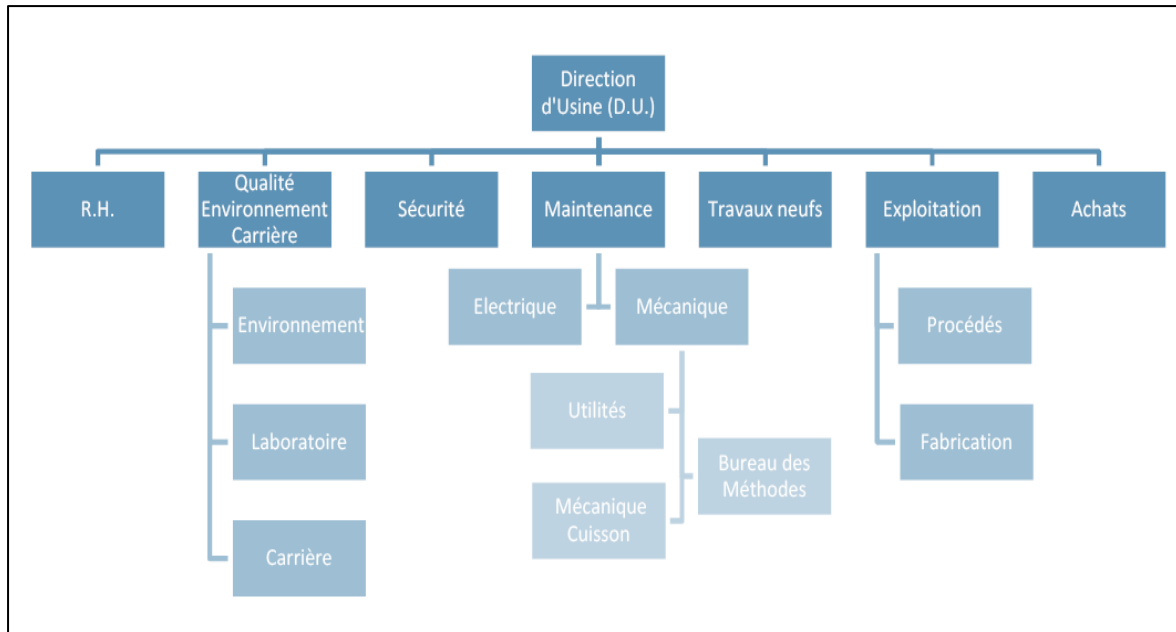 Direction
d'Usine (D.U.)
R.H.
Qualité
Environnement
Carrière
Sécurité
Maintenance
Travaux neufs
Exploitation
Achats
Electrique
Mécanique
Environnement
Procédés
Utilités
Laboratoire
Fabrication
Bureau des
Méthodes
Mécanique
Cuisson
Carrière